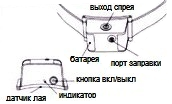 выход спрея
батарея
порт заправки
кнопка вкл/выкл
датчик лая
индикатор